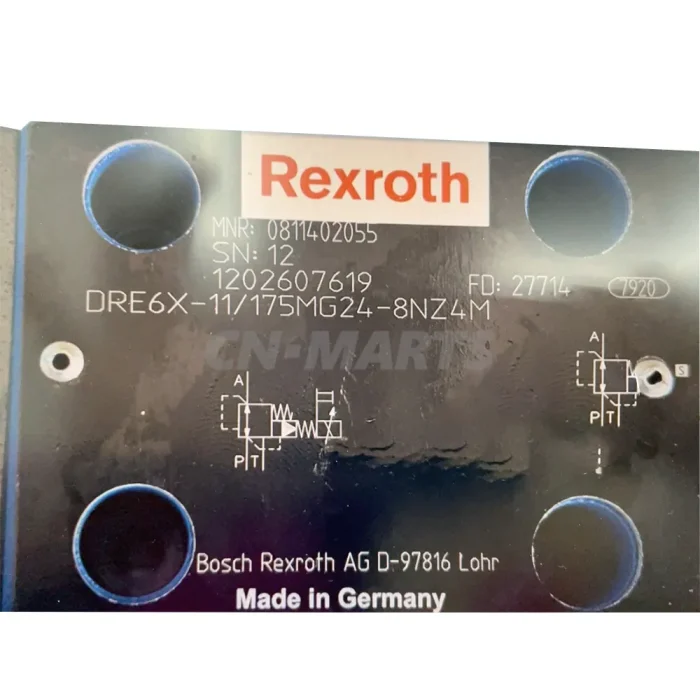 Rexroth
MNR: 0811402055
SN: 12
1202607619 FD: 27714 7920
DRE6X-11/175MG24-8NZ4M
CN-MARTS
A A
S
P T P T
Bosch Rexroth AG D-97816 Lohr
Made in Germany